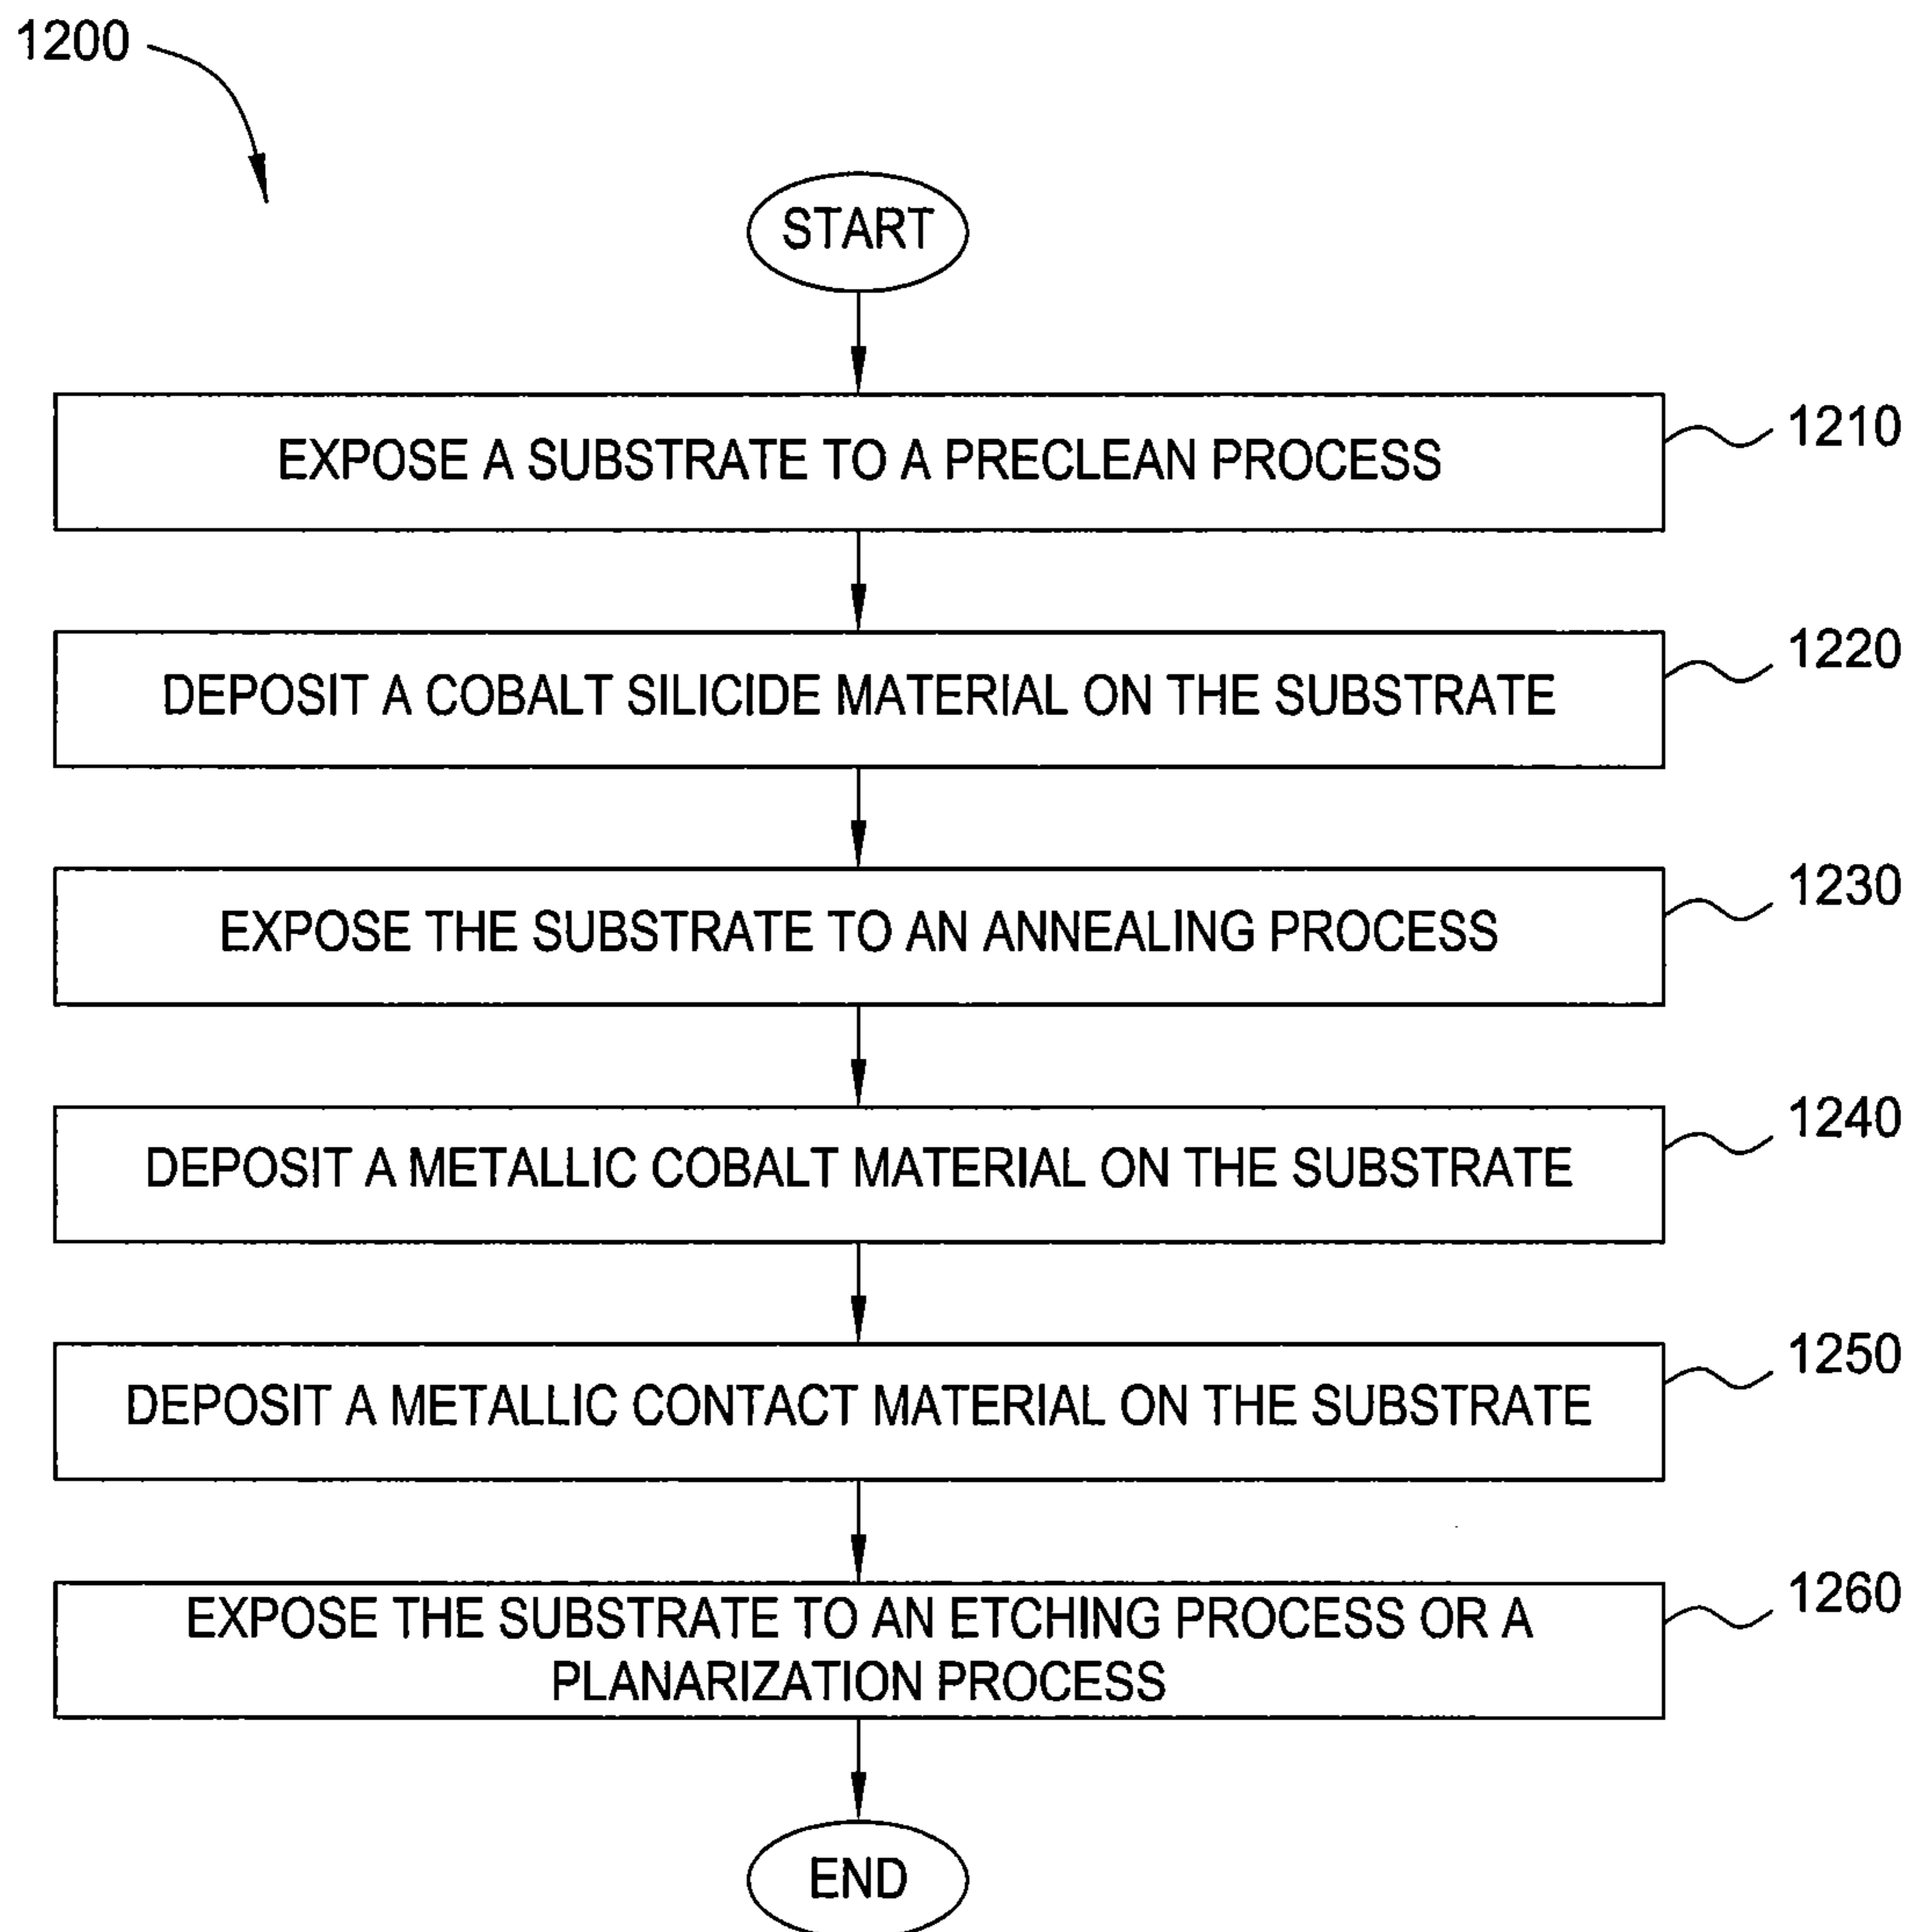 1200
START
EXPOSE A SUBSTRATE TO A PRECLEAN PROCESS
1210
DEPOSIT A COBALT SILICIDE MATERIAL ON THE SUBSTRATE
1220
EXPOSE THE SUBSTRATE TO AN ANNEALING PROCESS
1230
DEPOSIT A METALLIC COBALT MATERIAL ON THE SUBSTRATE
1240
DEPOSIT A METALLIC CONTACT MATERIAL ON THE SUBSTRATE
1250
EXPOSE THE SUBSTRATE TO AN ETCHING PROCESS OR A
PLANARIZATION PROCESS
1260
END